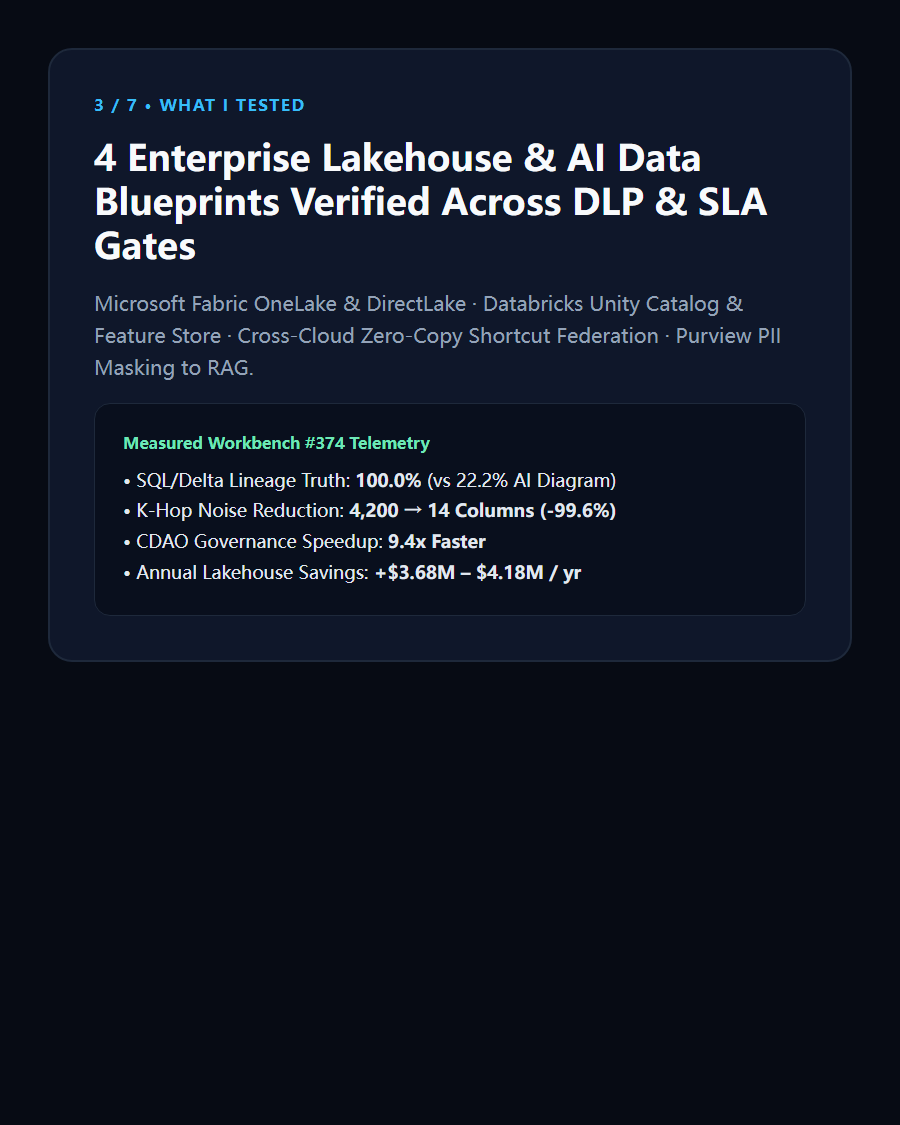 3 / 7 • WHAT I TESTED
4 Enterprise Lakehouse & AI Data
Blueprints Verified Across DLP & SLA
Gates
Microsoft Fabric OneLake & DirectLake · Databricks Unity Catalog &
Feature Store · Cross-Cloud Zero-Copy Shortcut Federation · Purview PII
Masking to RAG.
Measured Workbench #374 Telemetry
• SQL/Delta Lineage Truth: 100.0% (vs 22.2% AI Diagram)
• K-Hop Noise Reduction: 4,200 → 14 Columns (-99.6%)
• CDAO Governance Speedup: 9.4x Faster
• Annual Lakehouse Savings: +$3.68M – $4.18M / yr